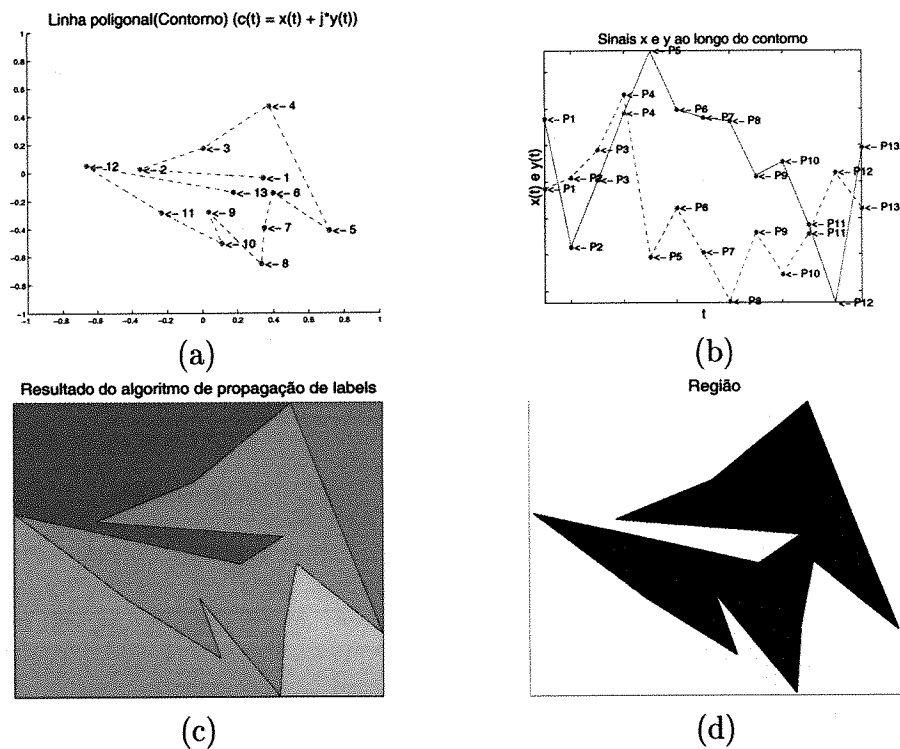 Linha poligonal(Contorno) (c(t) = x(t) + j*y(t))
1
0.8
0.6
0.4
0.2
0
−0.2
−0.4
−0.6
−0.8
−1
−1
−0.8
−0.6
−0.4
−0.2
0
0.2
0.4
0.6
0.8
1
<− 4
<− 3
<− 12
<− 2
<− 1
<− 13
<− 6
<− 11
<− 9
<− 7
<− 5
<− 10
<− 8
(a)
Sinais x e y ao longo do contorno
x(t) e y(t)
<− P5
<− P4
<− P1
<− P4
<− P6
<− P7
<− P8
<− P3
<− P13
<− P10
<− P2
<− P3
<− P9
<− P12
<− P1
<− P6
<− P13
<− P11
<− P9
<− P11
<− P2
<− P7
<− P5
<− P10
<− P8
<− P12
t
(b)
Resultado do algoritmo de propagação de labels
(c)
Região
(d)